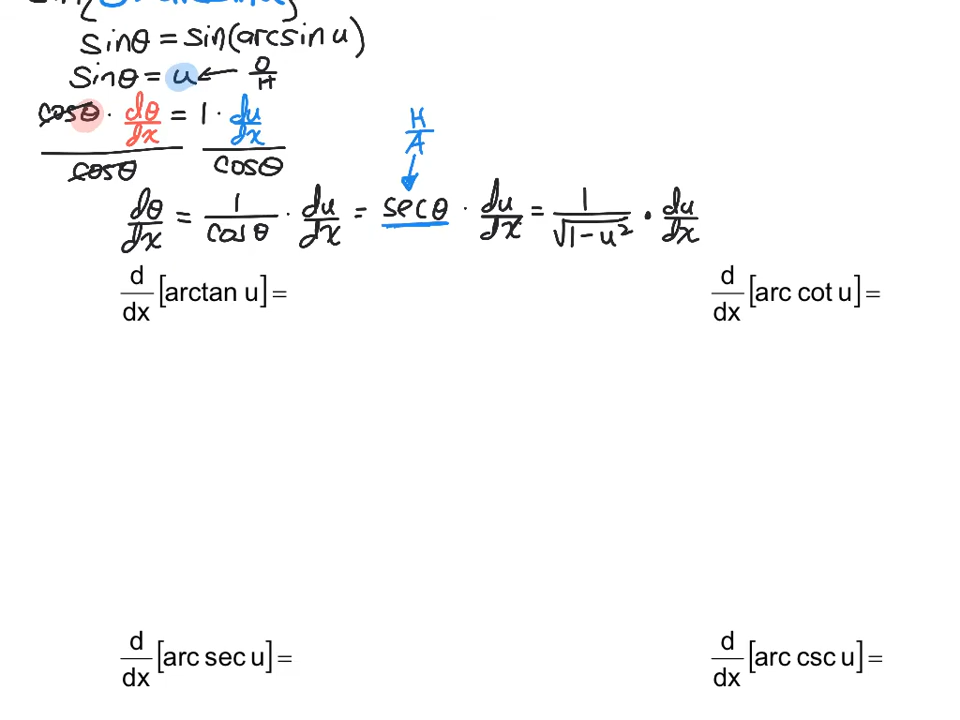 sinθ = sin(arcsin u)
sinθ = u ← O/H
cosθ · dθ/dx = 1 · du/dx
cosθ cosθ
H/A
dθ/dx = 1/cosθ · du/dx = secθ · du/dx = 1/√(1-u²) · du/dx
d/dx [arctan u] = d/dx [arc cot u] =
d/dx [arc sec u] = d/dx [arc csc u] =